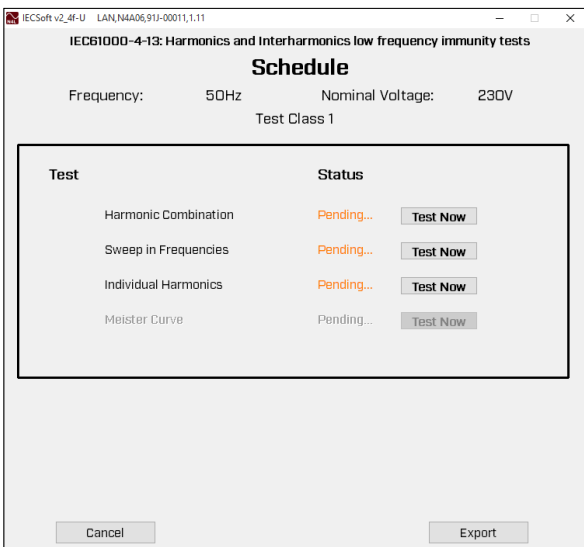 IECSoft v2_4f-U LAN,N4A06,91J-00011,1.11
IEC61000-4-13: Harmonics and Interharmonics low frequency immunity tests
Schedule
Frequency: 50Hz Nominal Voltage: 230V
Test Class 1
Test Status
Harmonic Combination Pending... Test Now
Sweep in Frequencies Pending... Test Now
Individual Harmonics Pending... Test Now
Meister Curve Pending... Test Now
Cancel Export